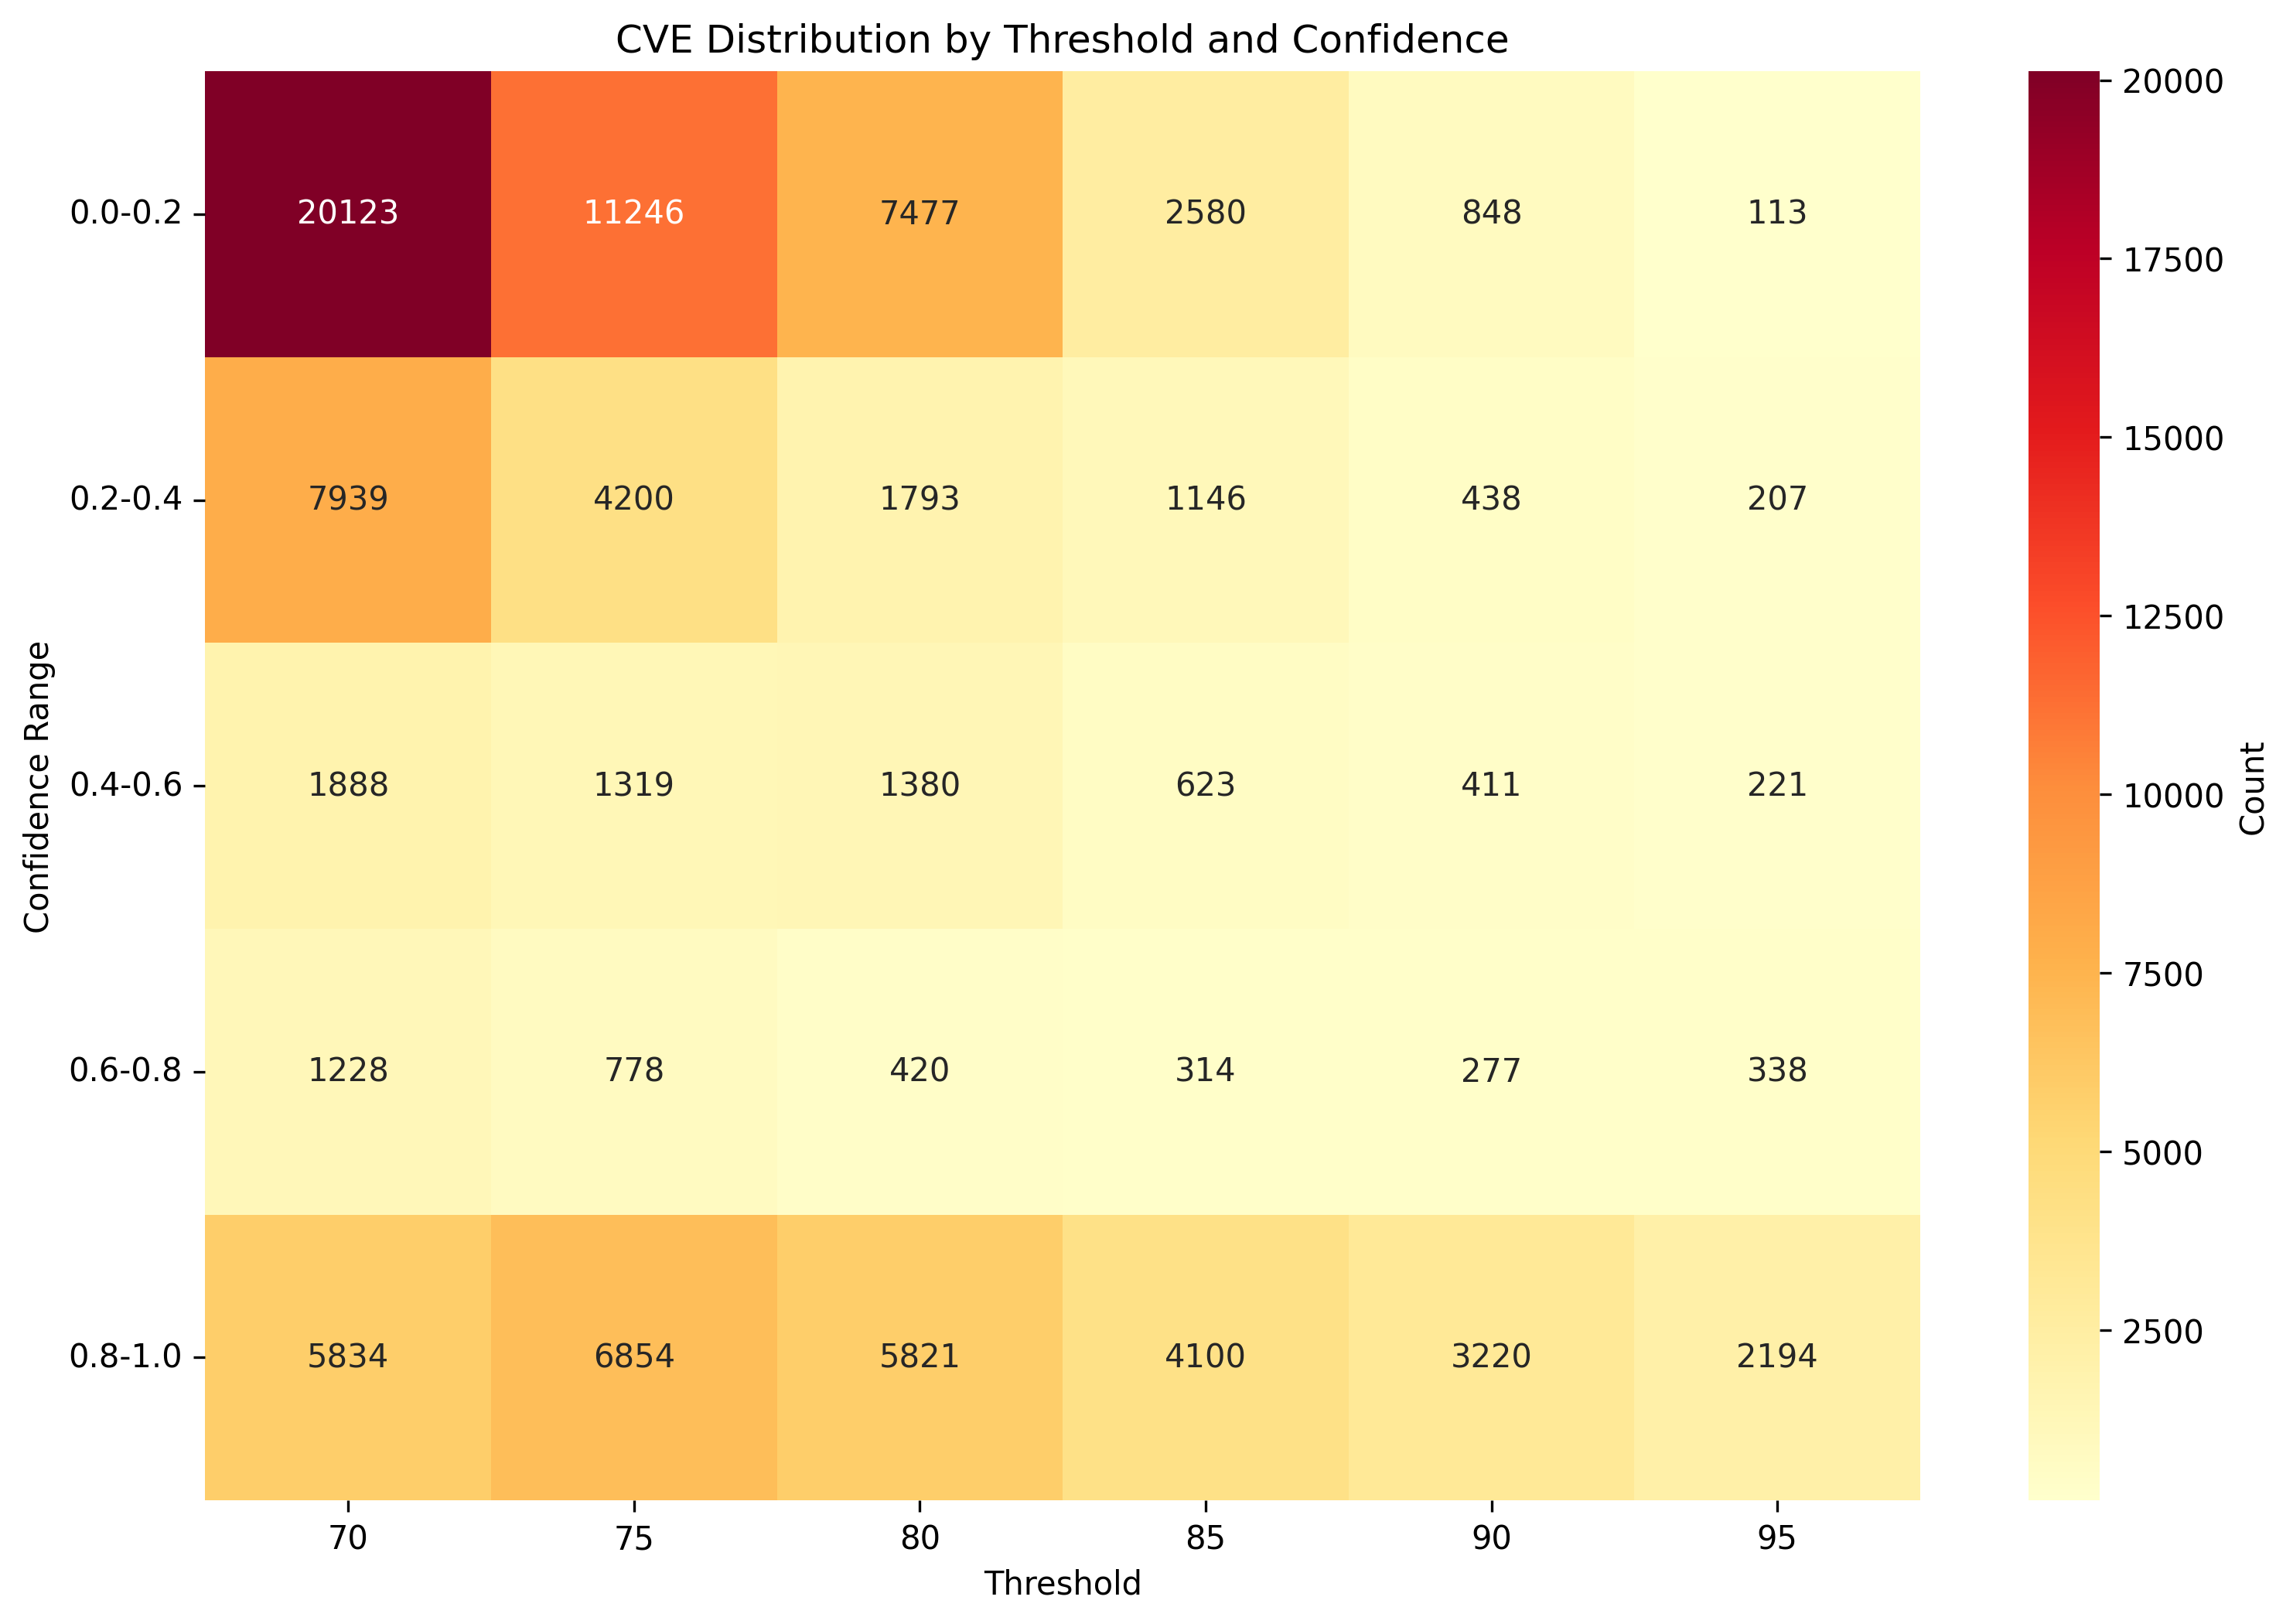 CVE Distribution by Threshold and Confidence
0.0-0.2 20123 11246 7477 2580 848 113
0.2-0.4 7939 4200 1793 1146 438 207
0.4-0.6 1888 1319 1380 623 411 221
0.6-0.8 1228 778 420 314 277 338
0.8-1.0 5834 6854 5821 4100 3220 2194
70 75 80 85 90 95
Threshold
Confidence Range
20000
17500
15000
12500
10000
7500
5000
2500
Count